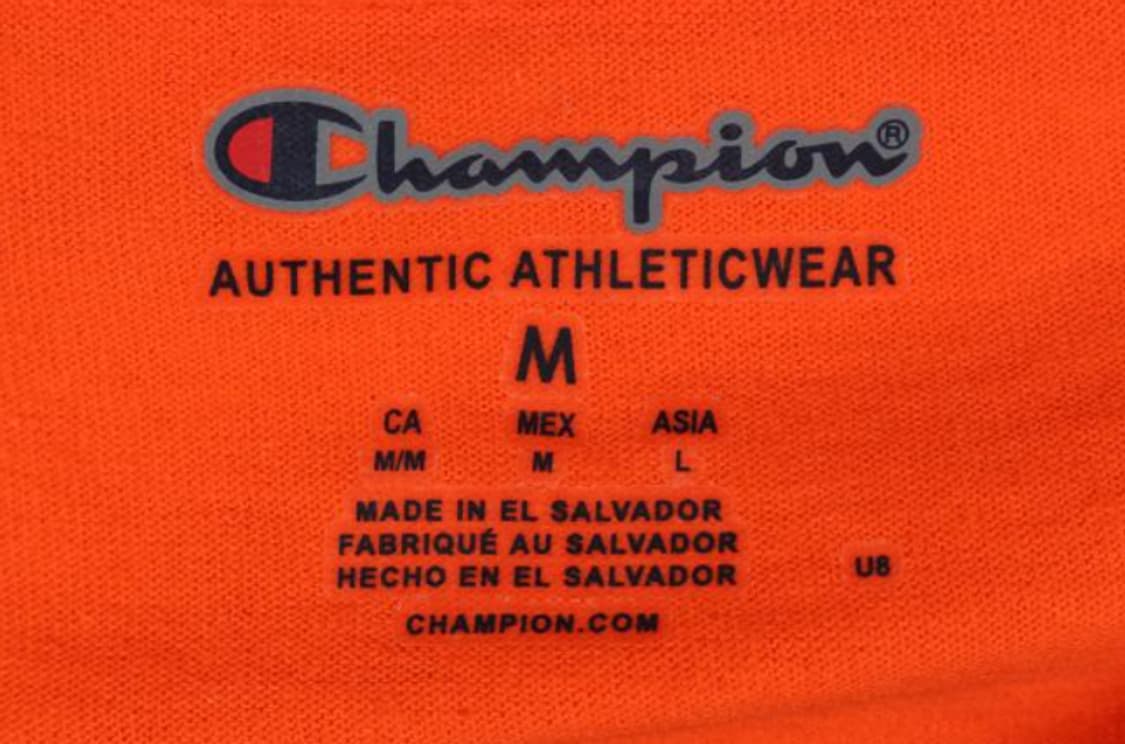 Champion®
AUTHENTIC ATHLETICWEAR
M
CA MEX ASIA
M/M M L
MADE IN EL SALVADOR
FABRIQUÉ AU SALVADOR
HECHO EN EL SALVADOR
U8
CHAMPION.COM